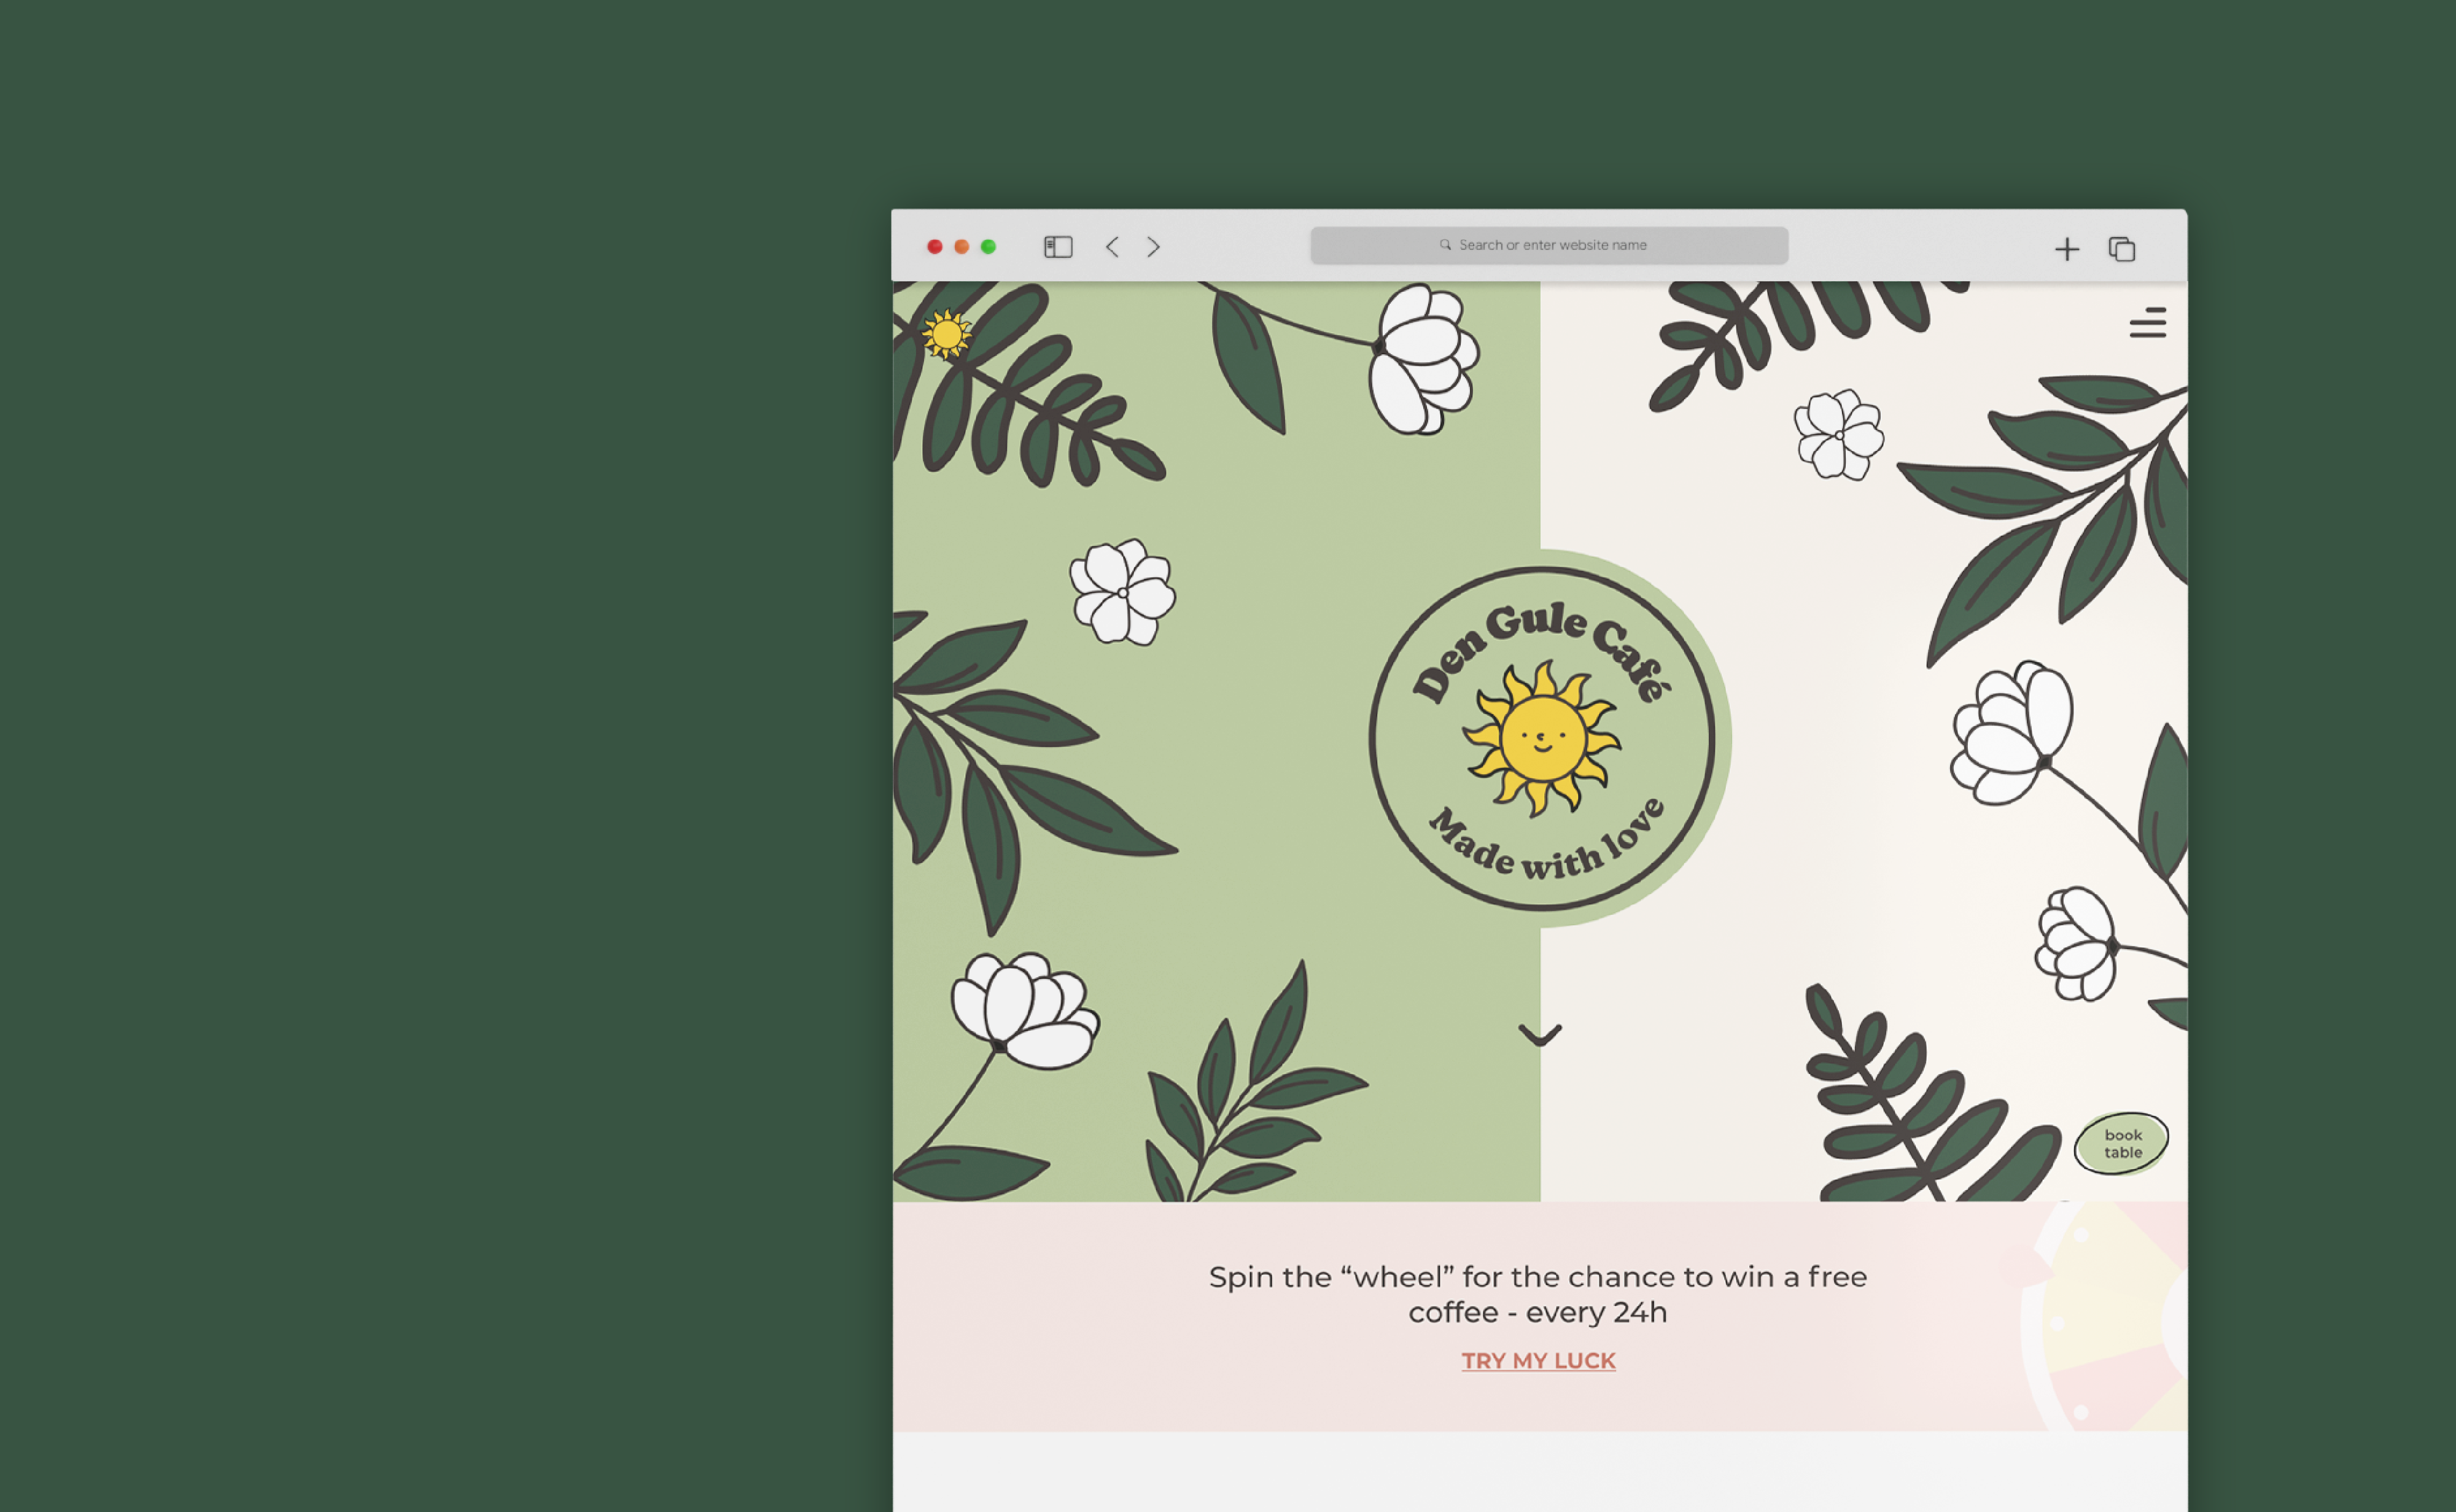 Search or enter website name
Den Gule Café
Made with love
book
table
Spin the “wheel” for the chance to win a free
coffee - every 24h
TRY MY LUCK